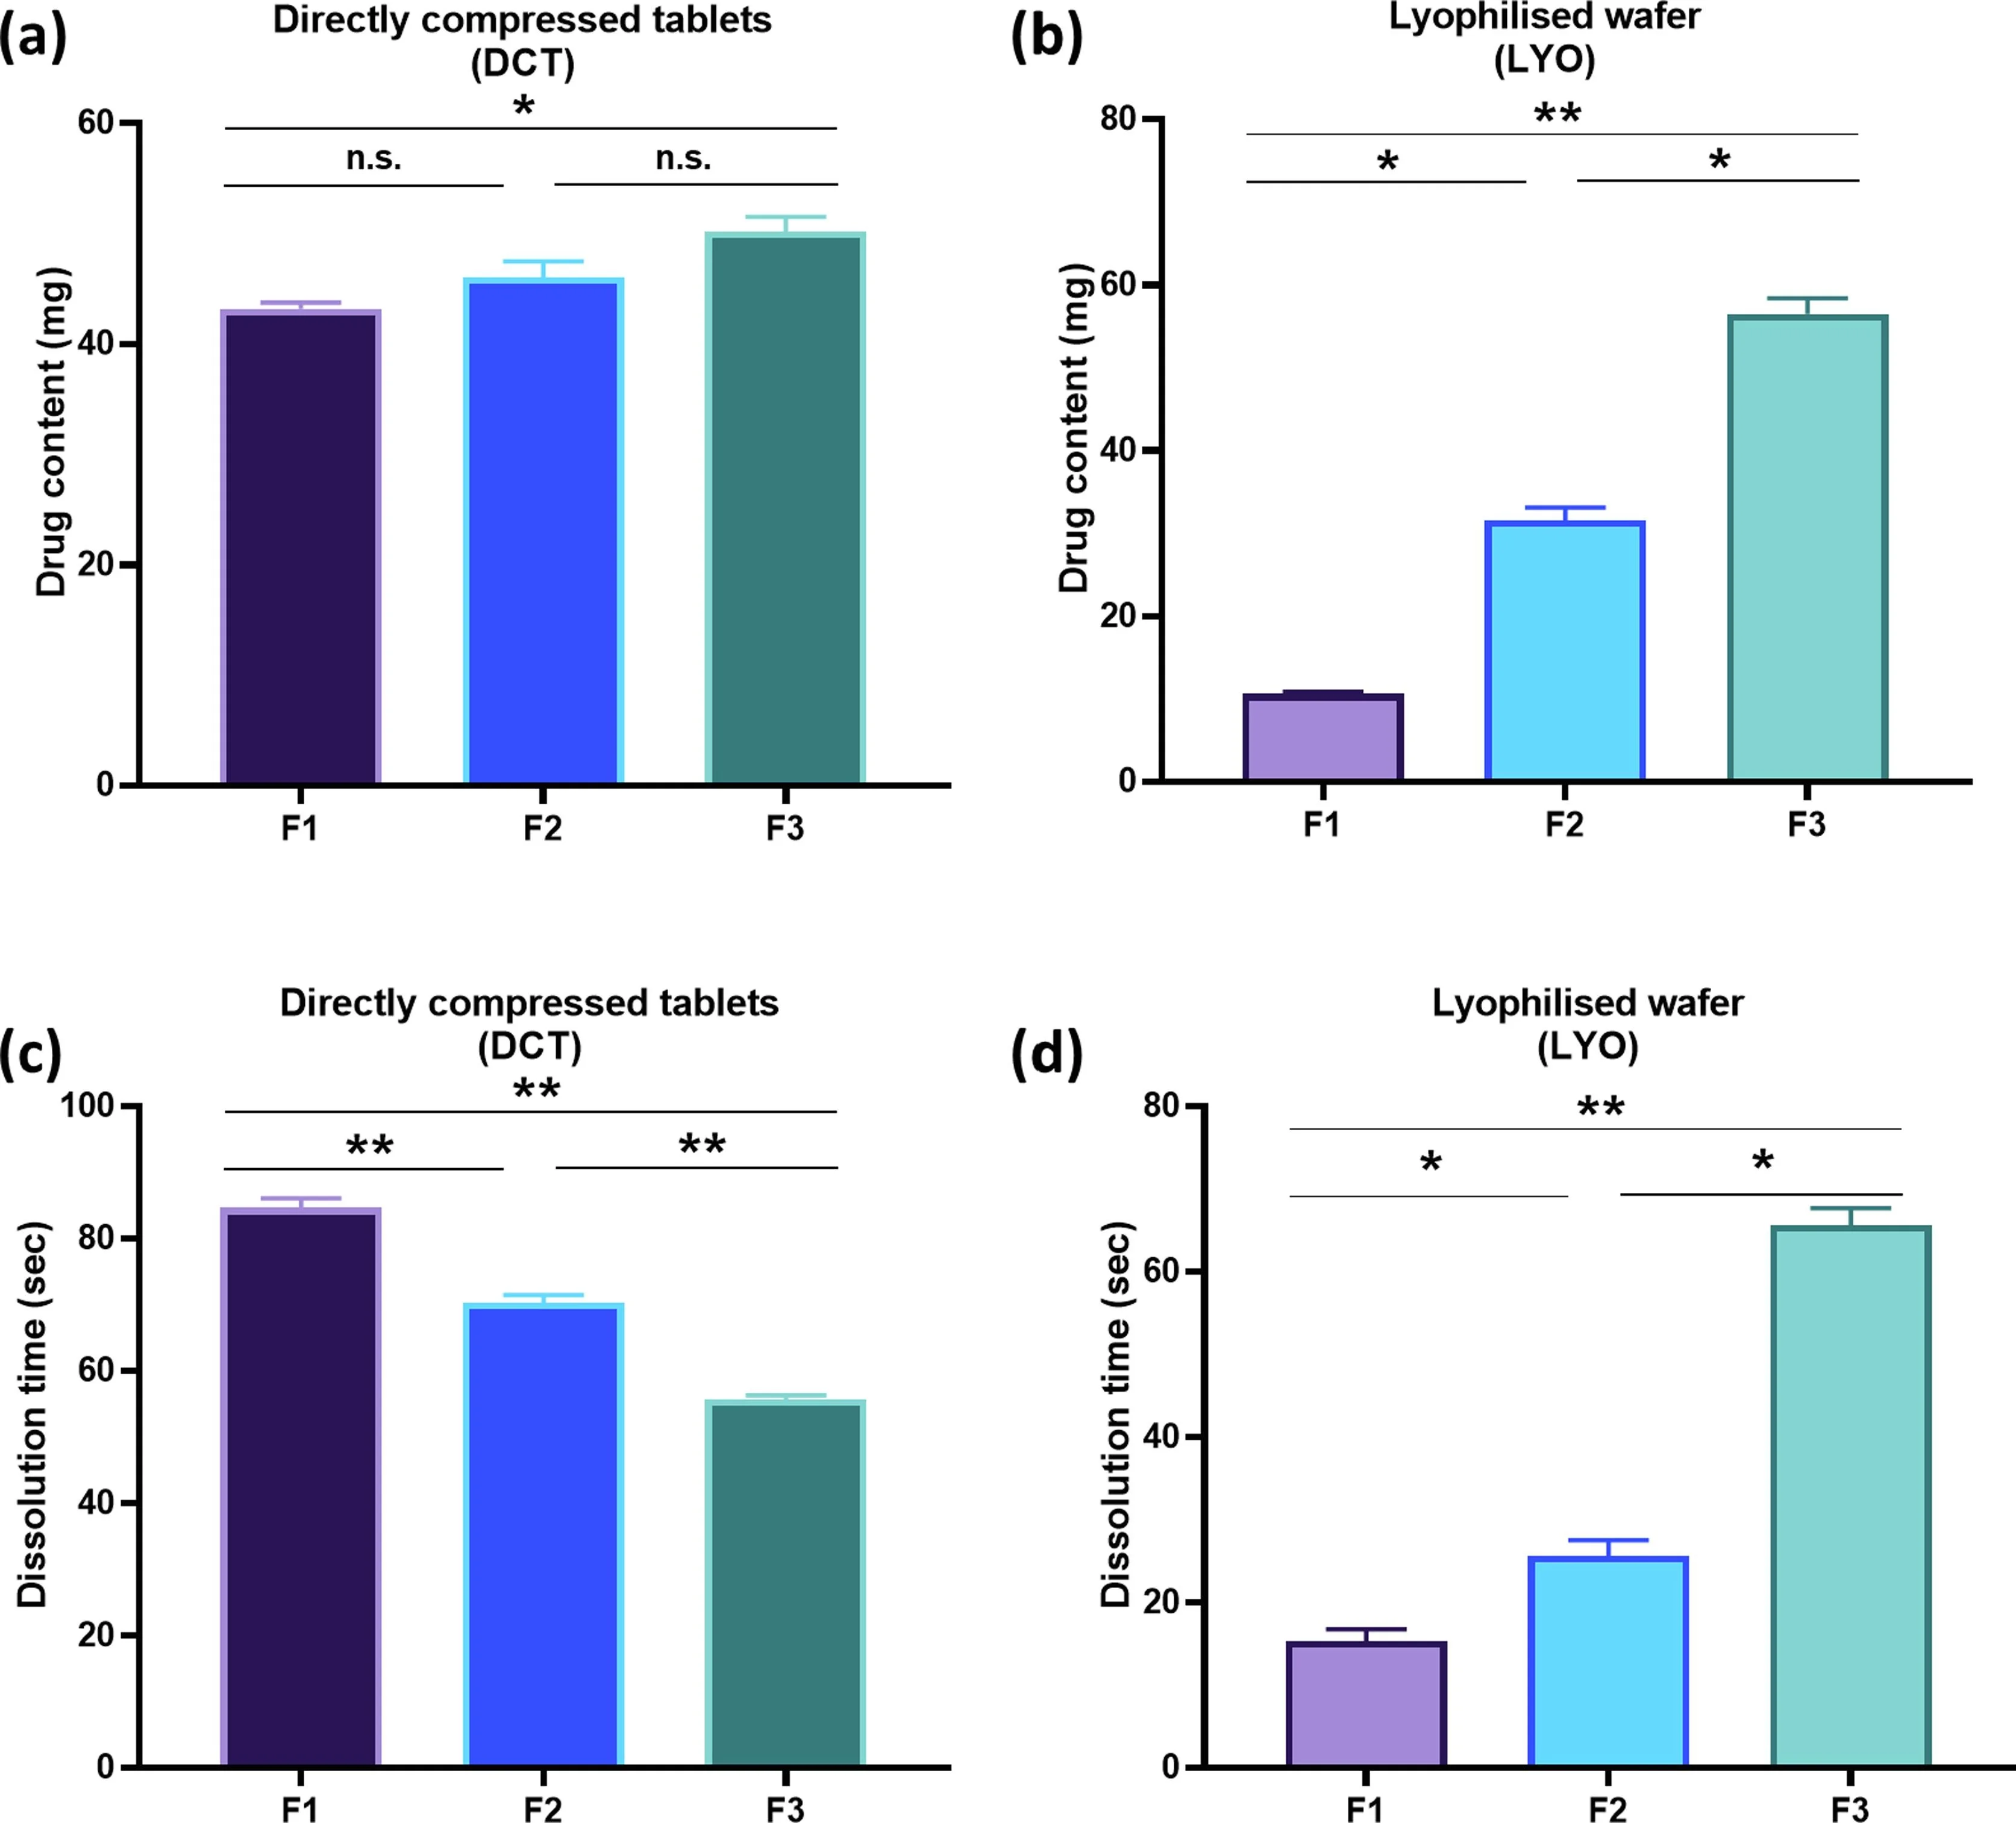 (a)
Directly compressed tablets
(DCT)
*
n.s.
n.s.
Drug content (mg)
60
40
20
0
F1
F2
F3
(b)
Lyophilised wafer
(LYO)
**
*
*
Drug content (mg)
80
60
40
20
0
F1
F2
F3
(c)
Directly compressed tablets
(DCT)
**
**
**
Dissolution time (sec)
100
80
60
40
20
0
F1
F2
F3
(d)
Lyophilised wafer
(LYO)
**
*
*
Dissolution time (sec)
80
60
40
20
0
F1
F2
F3